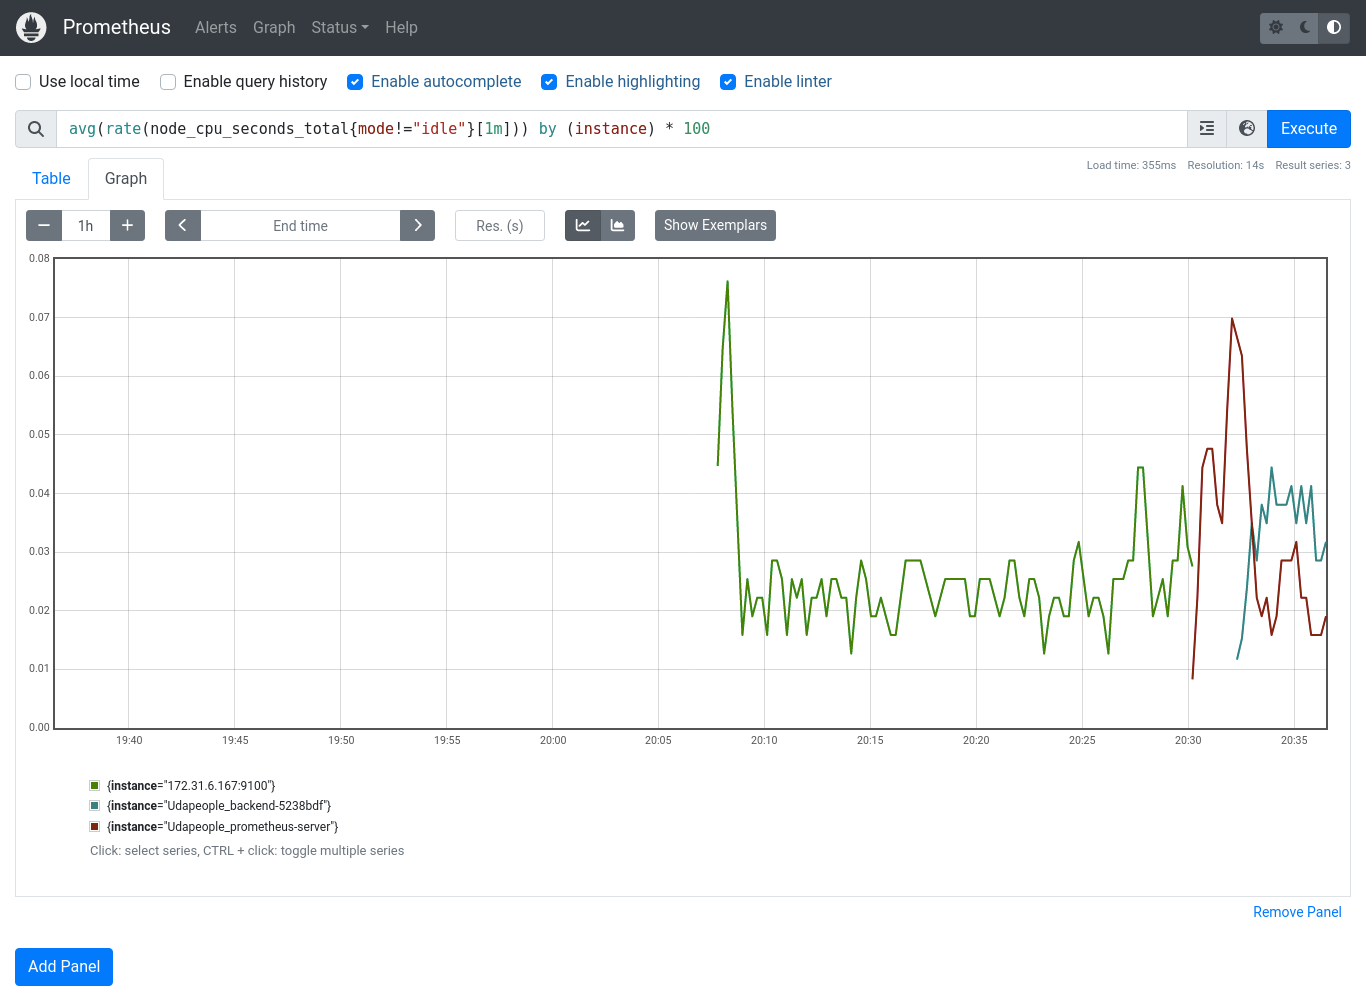 Prometheus Alerts Graph Status Help
Use local time Enable query history Enable autocomplete Enable highlighting Enable linter
avg(rate(node_cpu_seconds_total{mode!="idle"}[1m])) by (instance) * 100 Execute
Load time: 355ms Resolution: 14s Result series: 3
Table Graph
1h End time Res. (s) Show Exemplars
0.08
0.07
0.06
0.05
0.04
0.03
0.02
0.01
0.00
19:40 19:45 19:50 19:55 20:00 20:05 20:10 20:15 20:20 20:25 20:30 20:35
{instance="172.31.6.167:9100"}
{instance="Udapeople_backend-5238bdf"}
{instance="Udapeople_prometheus-server"}
Click: select series, CTRL + click: toggle multiple series
Remove Panel
Add Panel